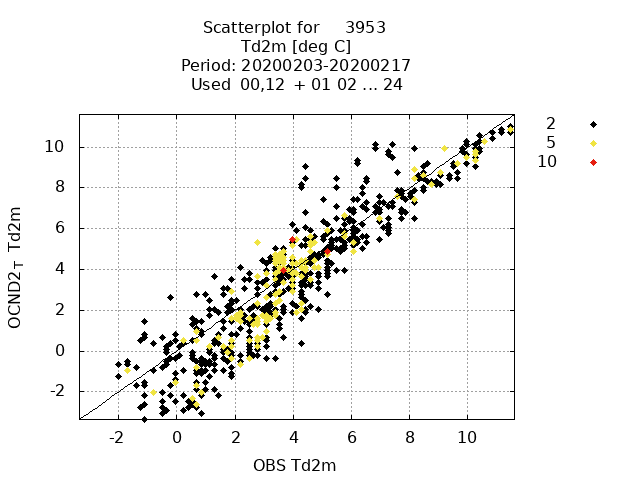 Scatterplot for 3953
Td2m [deg C]
Period: 20200203-20200217
Used 00,12 + 01 02 ... 24
2
5
10
10
8
6
4
2
0
-2
OCND2_T Td2m
-2 0 2 4 6 8 10
OBS Td2m